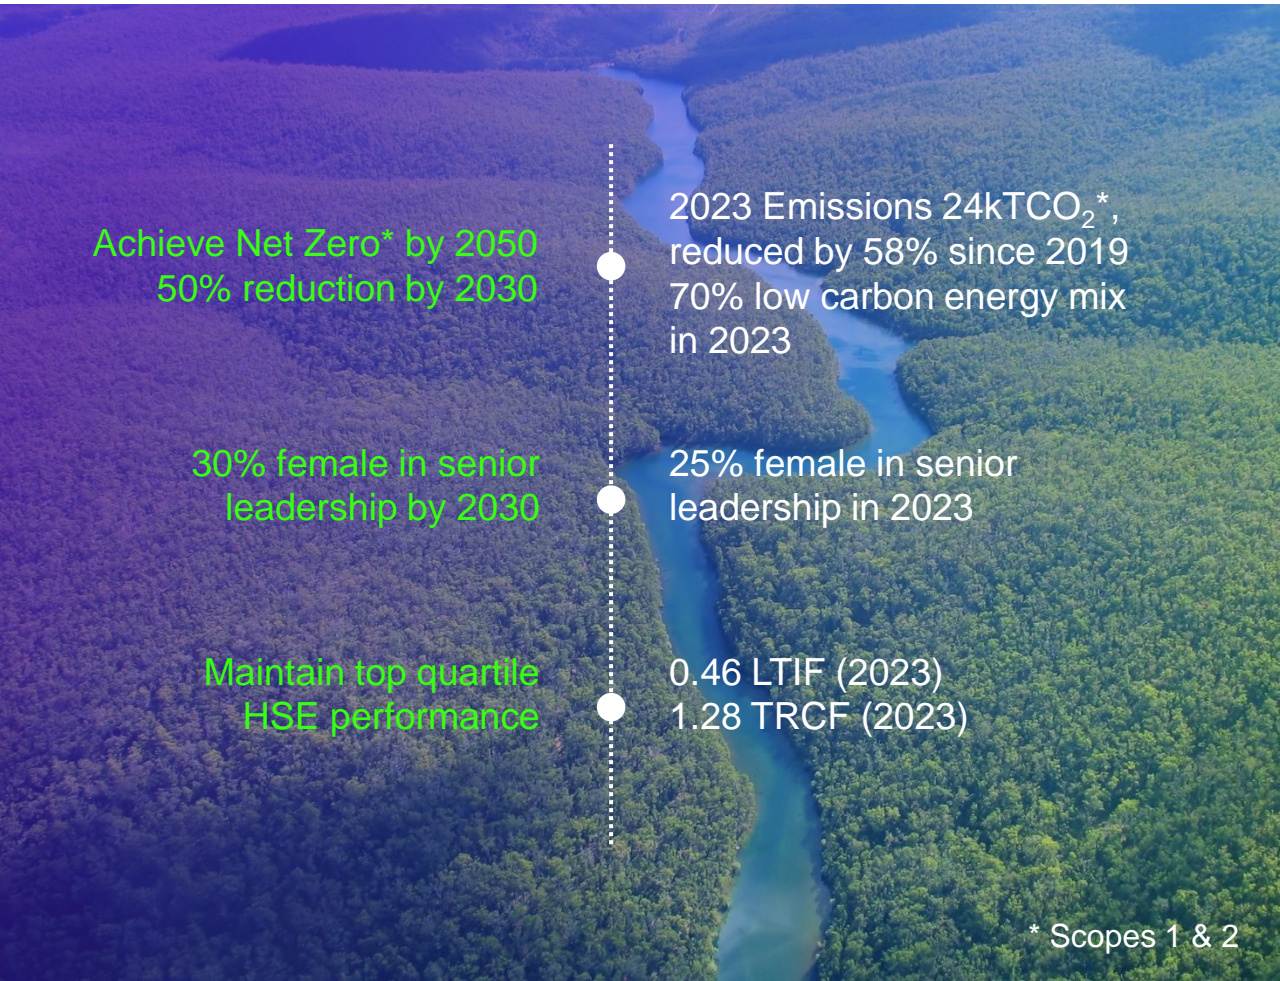 Achieve Net Zero* by 2050
50% reduction by 2030
2023 Emissions 24kTCO₂*,
reduced by 58% since 2019
70% low carbon energy mix
in 2023
30% female in senior
leadership by 2030
25% female in senior
leadership in 2023
Maintain top quartile
HSE performance
0.46 LTIF (2023)
1.28 TRCF (2023)
* Scopes 1 & 2